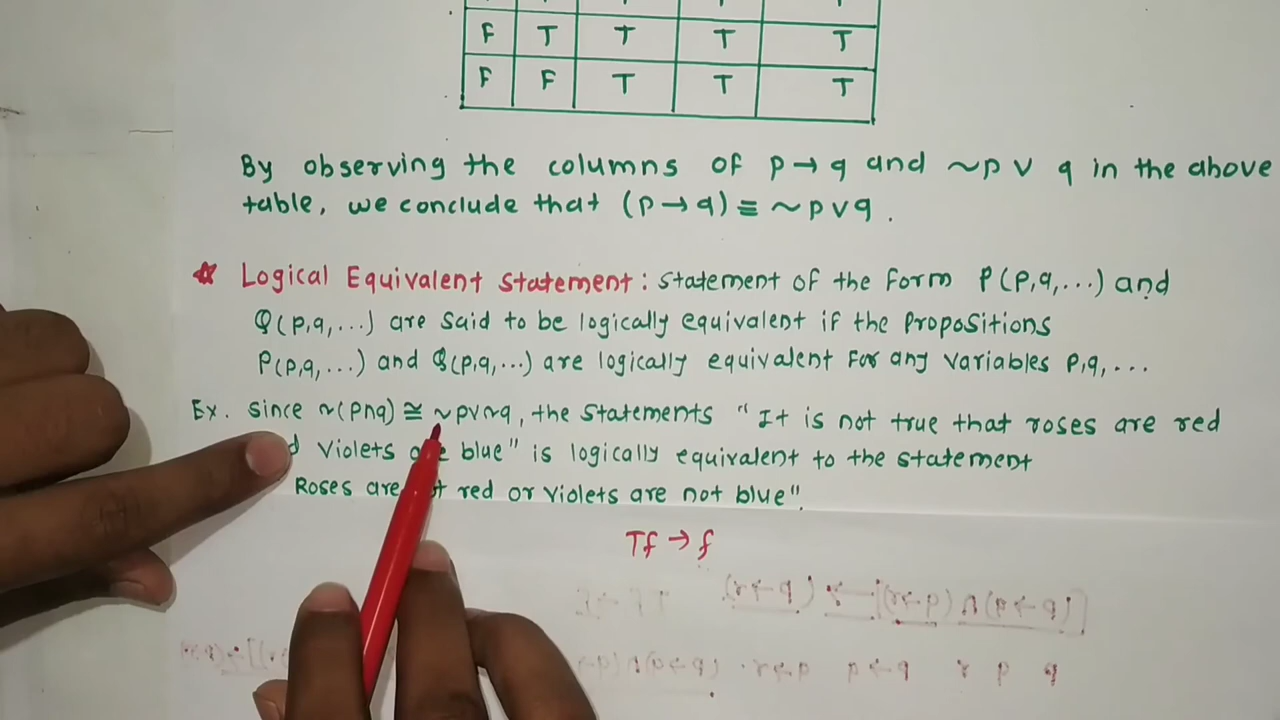 F T T T T
F F T T T
By observing the columns of p→q and ~p∨q in the above
table, we conclude that (p→q) ≡ ~p∨q.
Logical Equivalent Statement: Statement of the form P(p,q,...) and
Q(p,q,...) are said to be logically equivalent if the propositions
P(p,q,...) and Q(p,q,...) are logically equivalent for any variables p,q,...
Ex. Since ~(p∧q) ≅ ~p∨~q, the statements "It is not true that roses are red
Violets are blue" is logically equivalent to the statement
Roses are red or violets are not blue".
Tf → f